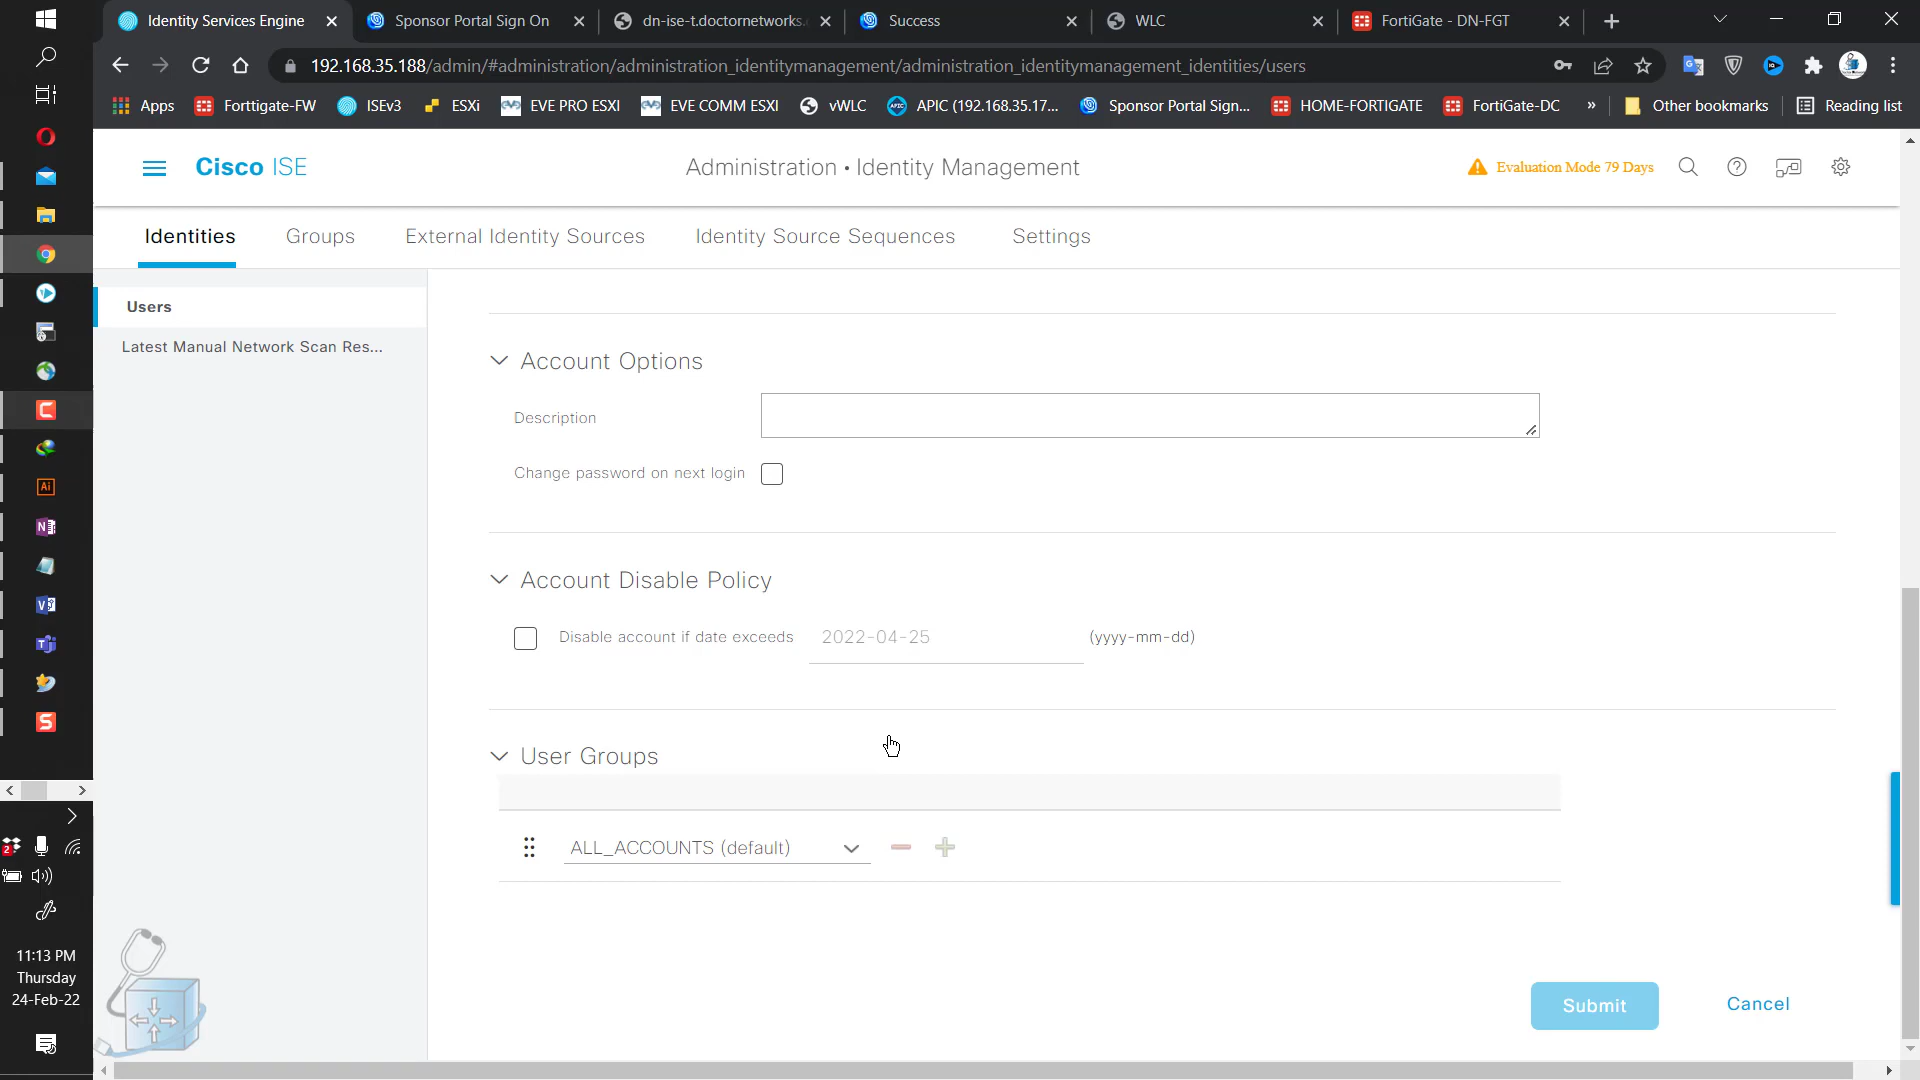 Identity Services Engine
Sponsor Portal Sign On
dn-ise-t.doctornetworks.
Success
WLC
FortiGate - DN-FGT
192.168.35.188/admin/#administration/administration_identitymanagement/administration_identitymanagement_identities/users
Apps
Forttigate-FW
ISEv3
ESXi
EVE PRO ESXI
EVE COMM ESXI
vWLC
APIC (192.168.35.17...
Sponsor Portal Sign...
HOME-FORTIGATE
FortiGate-DC
»
Other bookmarks
Reading list
Cisco ISE
Administration • Identity Management
Evaluation Mode 79 Days
Identities
Groups
External Identity Sources
Identity Source Sequences
Settings
Users
Latest Manual Network Scan Res...
Account Options
Description
Change password on next login
Account Disable Policy
Disable account if date exceeds
2022-04-25
(yyyy-mm-dd)
User Groups
ALL_ACCOUNTS (default)
Submit
Cancel
11:13 PM
Thursday
24-Feb-22